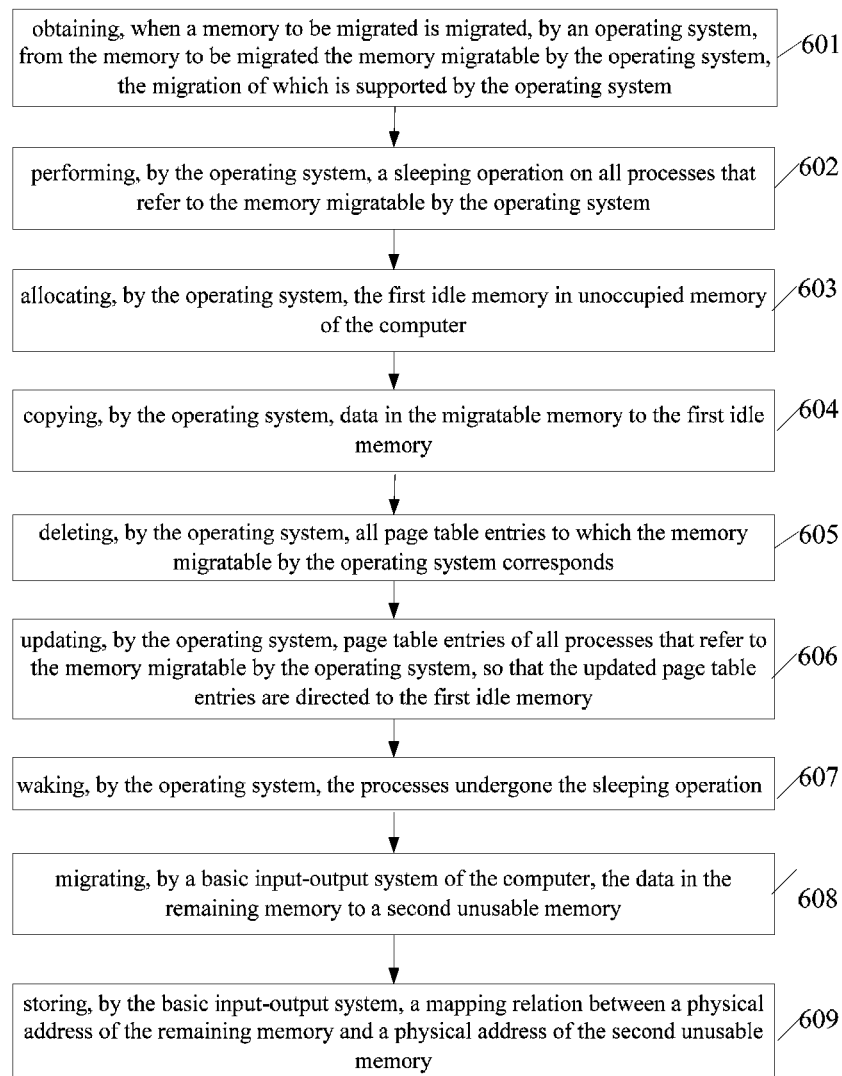 obtaining, when a memory to be migrated is migrated, by an operating system,
from the memory to be migrated the memory migratable by the operating system,
the migration of which is supported by the operating system
601
performing, by the operating system, a sleeping operation on all processes that
refer to the memory migratable by the operating system
602
allocating, by the operating system, the first idle memory in unoccupied memory
of the computer
603
copying, by the operating system, data in the migratable memory to the first idle
memory
604
deleting, by the operating system, all page table entries to which the memory
migratable by the operating system corresponds
605
updating, by the operating system, page table entries of all processes that refer to
the memory migratable by the operating system, so that the updated page table
entries are directed to the first idle memory
606
waking, by the operating system, the processes undergone the sleeping operation
607
migrating, by a basic input-output system of the computer, the data in the
remaining memory to a second unusable memory
608
storing, by the basic input-output system, a mapping relation between a physical
address of the remaining memory and a physical address of the second unusable
memory
609